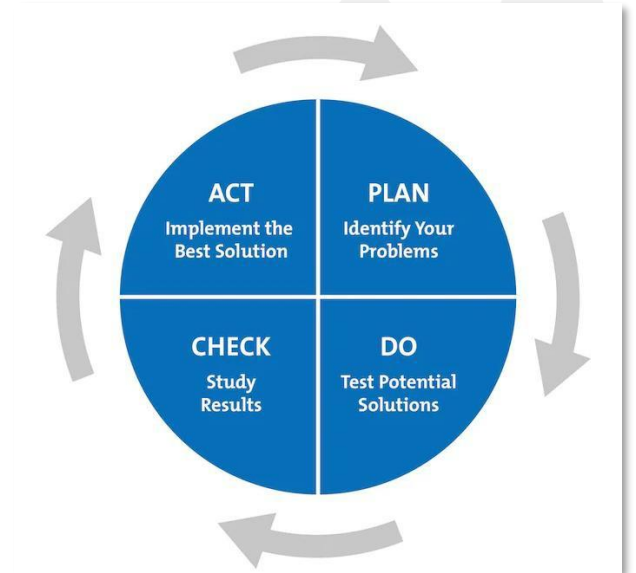 ACT
Implement the
Best Solution
PLAN
Identify Your
Problems
CHECK
Study
Results
DO
Test Potential
Solutions